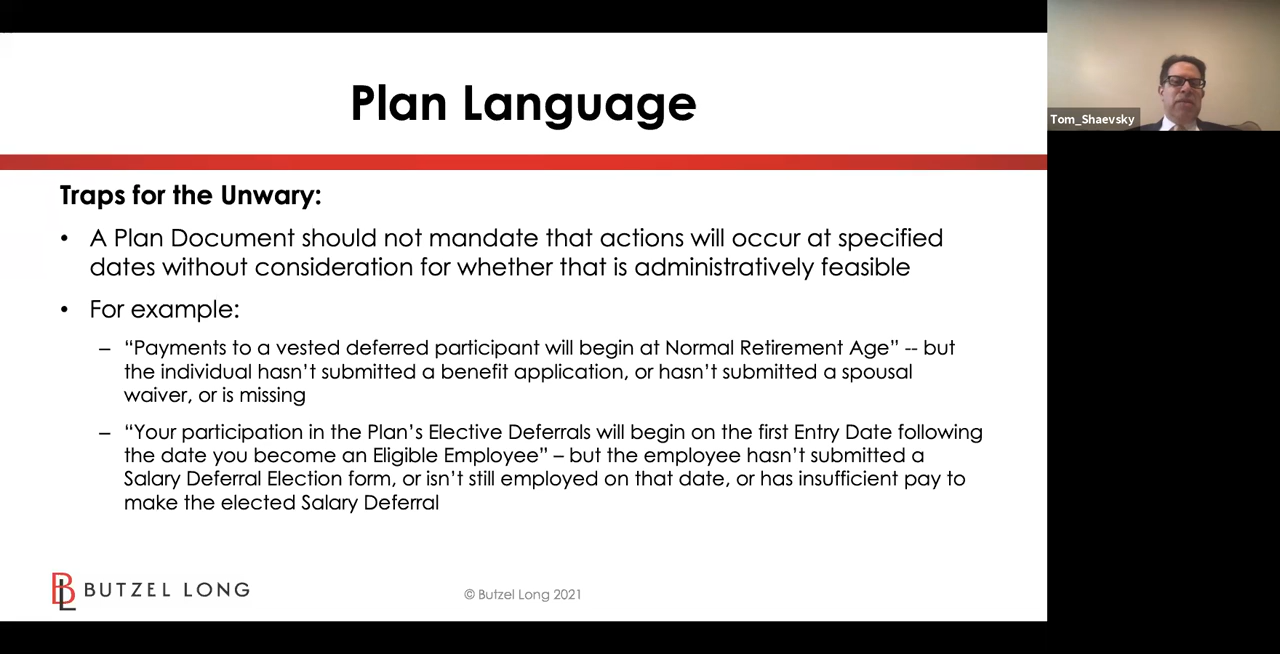 Plan Language
Tom_Shaevsky
Traps for the Unwary:
• A Plan Document should not mandate that actions will occur at specified
dates without consideration for whether that is administratively feasible
• For example:
– “Payments to a vested deferred participant will begin at Normal Retirement Age” -- but
the individual hasn’t submitted a benefit application, or hasn’t submitted a spousal
waiver, or is missing
– “Your participation in the Plan’s Elective Deferrals will begin on the first Entry Date following
the date you become an Eligible Employee” – but the employee hasn’t submitted a
Salary Deferral Election form, or isn’t still employed on that date, or has insufficient pay to
make the elected Salary Deferral
BL BUTZEL LONG
© Butzel Long 2021